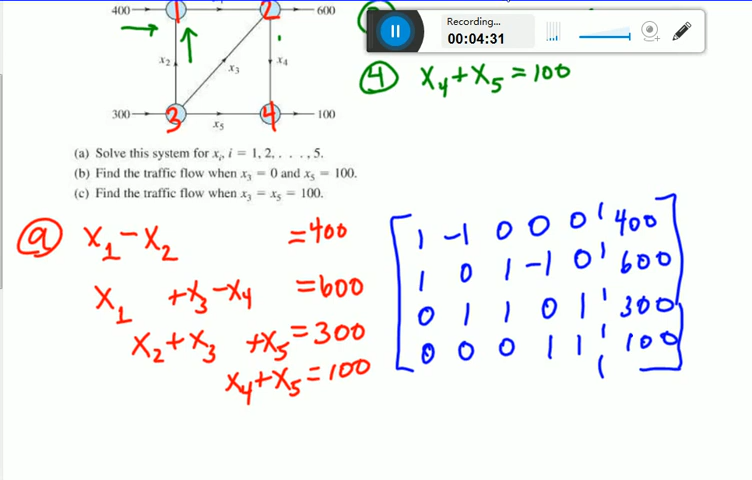 400 1 2 600
Recording...
00:04:31
x2 x3 x4
④ x4+x5=100
300 3 4 100
x5
(a) Solve this system for xᵢ, i = 1, 2, . . . , 5.
(b) Find the traffic flow when x3 = 0 and x5 = 100.
(c) Find the traffic flow when x3 = x5 = 100.
ⓐ x1-x2 =400
x1 +x3-x4 =600
x2+x3 +x5=300
x4+x5=100
1 -1 0 0 0 400
1 0 1 -1 0 600
0 1 1 0 1 300
0 0 0 1 1 100